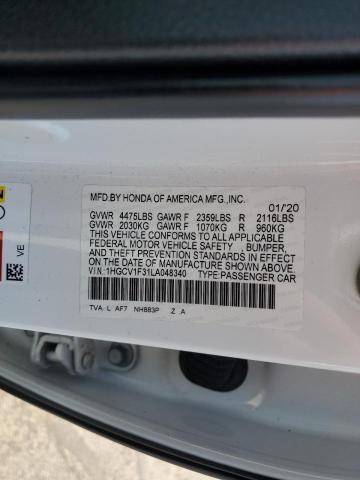 MFD.BY HONDA OF AMERICA MFG.,INC. 01/'20
GVWR 4475LBS GAWR F 2359LBS R 2116LBS
GVWR 2030KG GAWR F 1070KG R 960KG
THIS VEHICLE CONFORMS TO ALL APPLICABLE
FEDERAL MOTOR VEHICLE SAFETY , BUMPER,
AND THEFT PREVENTION STANDARDS IN EFFECT
ON THE DATE OF MANUFACTURE SHOWN ABOVE.
VIN:1HGCV1F31LA048340 TYPE:PASSENGER CAR
TVA L AF7 NH883P Z A
VE